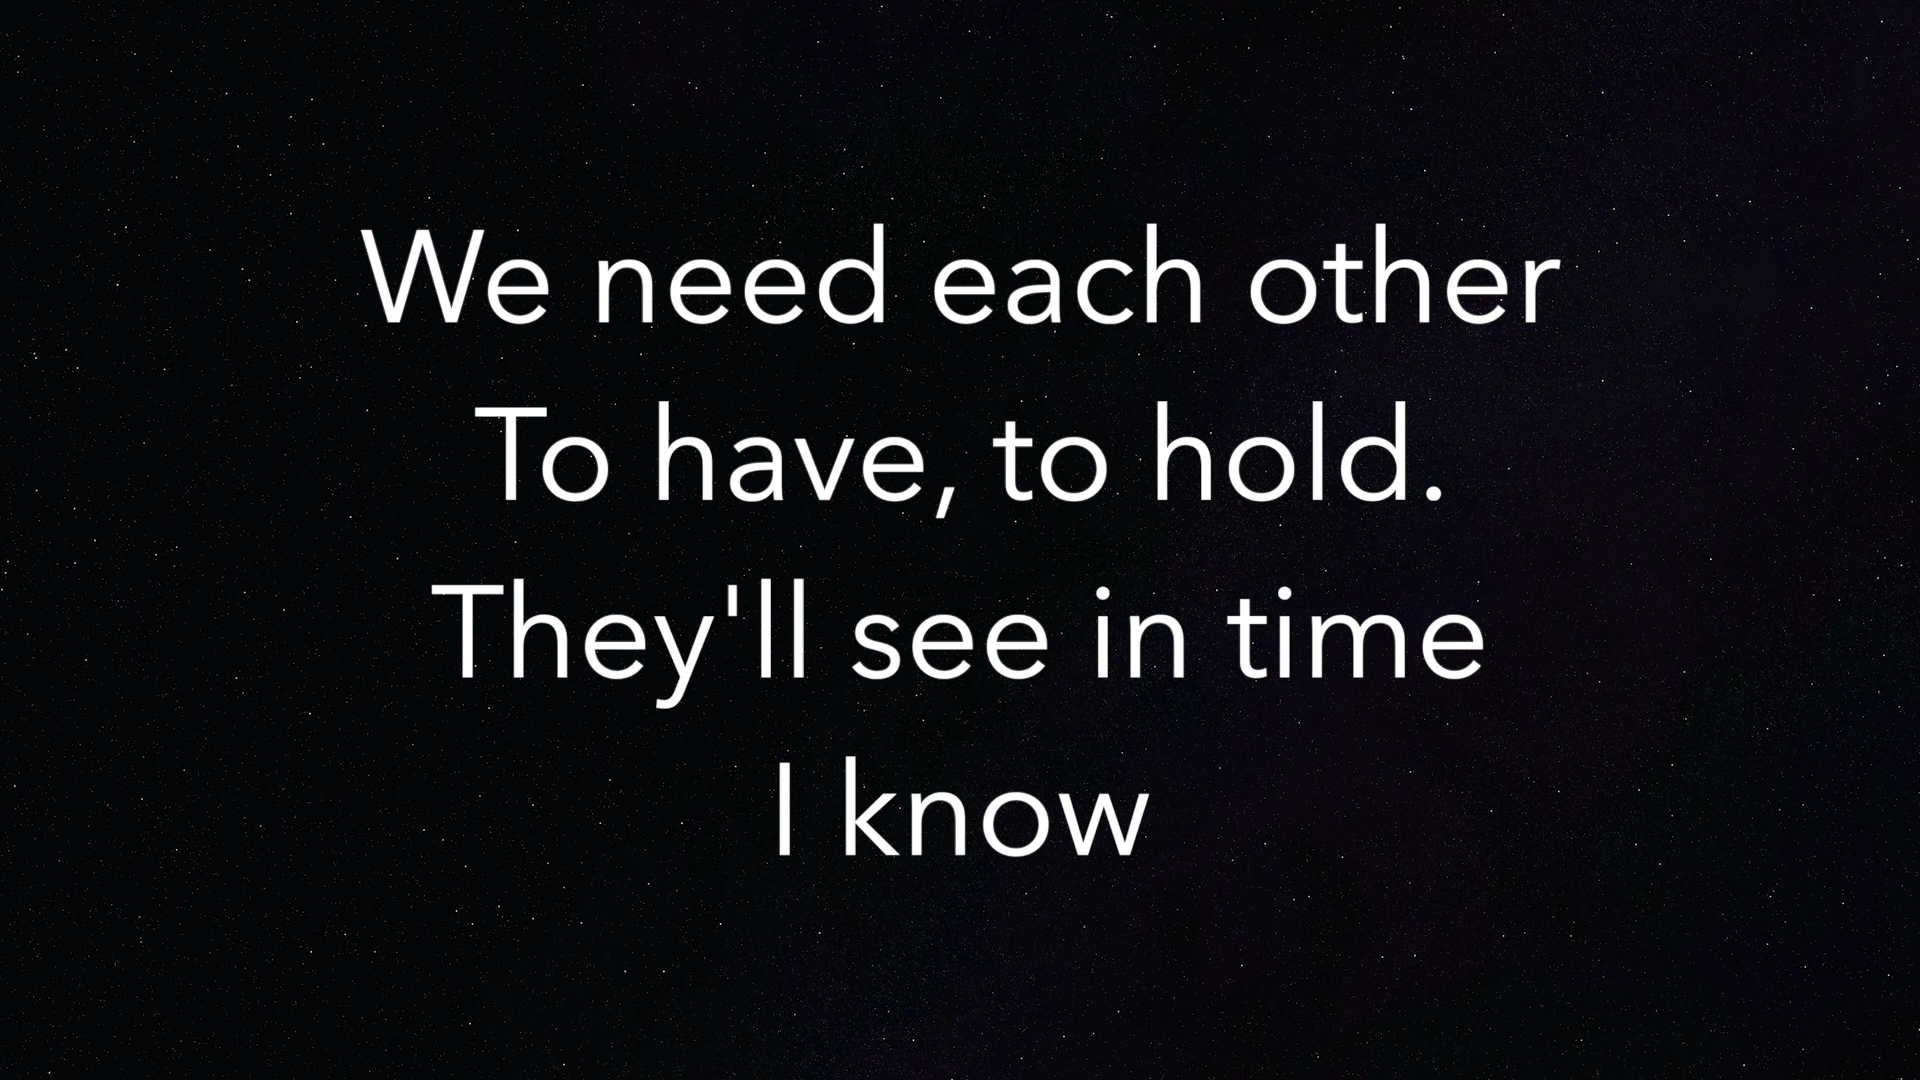 We need each other
To have, to hold.
They'll see in time
I know